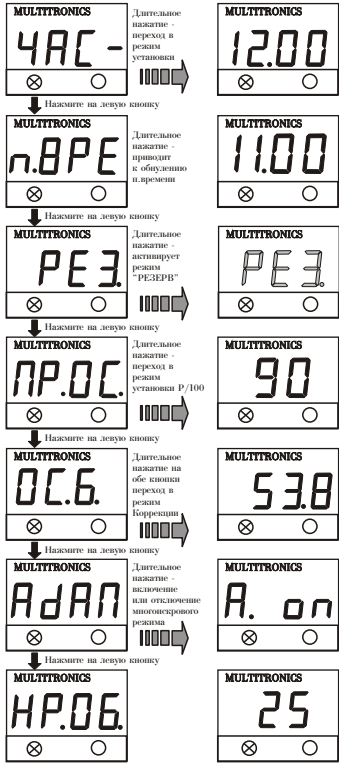 MULTITRONICS
ЧАС-
Длительное
нажатие -
переход в
режим
установки
MULTITRONICS
12.00
Нажмите на левую кнопку
MULTITRONICS
п.ВРЕ
Длительное
нажатие -
приводит
к обнулению
п.времени
MULTITRONICS
11.00
Нажмите на левую кнопку
MULTITRONICS
РЕЗ.
Длительное
нажатие -
активирует
режим
“РЕЗЕРВ”
MULTITRONICS
РЕЗ.
Нажмите на левую кнопку
MULTITRONICS
ПР.ОС.
Длительное
нажатие -
переход в
режим
установки Р/100
MULTITRONICS
90
Нажмите на левую кнопку
MULTITRONICS
ОС.Б.
Длительное
нажатие на
обе кнопки
переход в
режим
Коррекции
MULTITRONICS
53.8
Нажмите на левую кнопку
MULTITRONICS
AdAП
Длительное
нажатие -
включение
или отключение
многоискрового
режима
MULTITRONICS
A. on
Нажмите на левую кнопку
MULTITRONICS
НР.ОБ.
MULTITRONICS
25